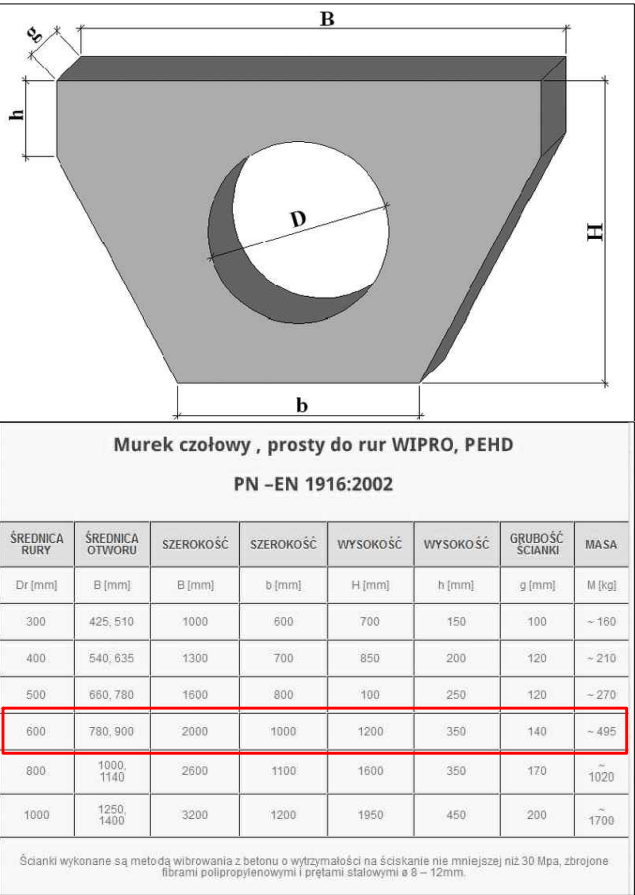 B
g
h
D
H
b
Murek czołowy , prosty do rur WIPRO, PEHD
PN –EN 1916:2002
ŚREDNICA RURY ŚREDNICA OTWORU SZEROKOŚĆ SZEROKOŚĆ WYSOKOŚĆ WYSOKOŚĆ GRUBOŚĆ ŚCIANKI MASA
Dr [mm] B [mm] B [mm] b [mm] H [mm] h [mm] g [mm] M [kg]
300 425, 510 1000 600 700 150 100 ~ 160
400 540, 635 1300 700 850 200 120 ~ 210
500 660, 780 1600 800 100 250 120 ~ 270
600 780, 900 2000 1000 1200 350 140 ~ 495
800 1000, 1140 2600 1100 1600 350 170 ~ 1020
1000 1250, 1400 3200 1200 1950 450 200 ~ 1700
Ścianki wykonane są metodą wibrowania z betonu o wytrzymałości na ściskanie nie mniejszej niż 30 Mpa, zbrojone
fibrami polipropylenowymi i prętami stalowymi ø 8 – 12mm.